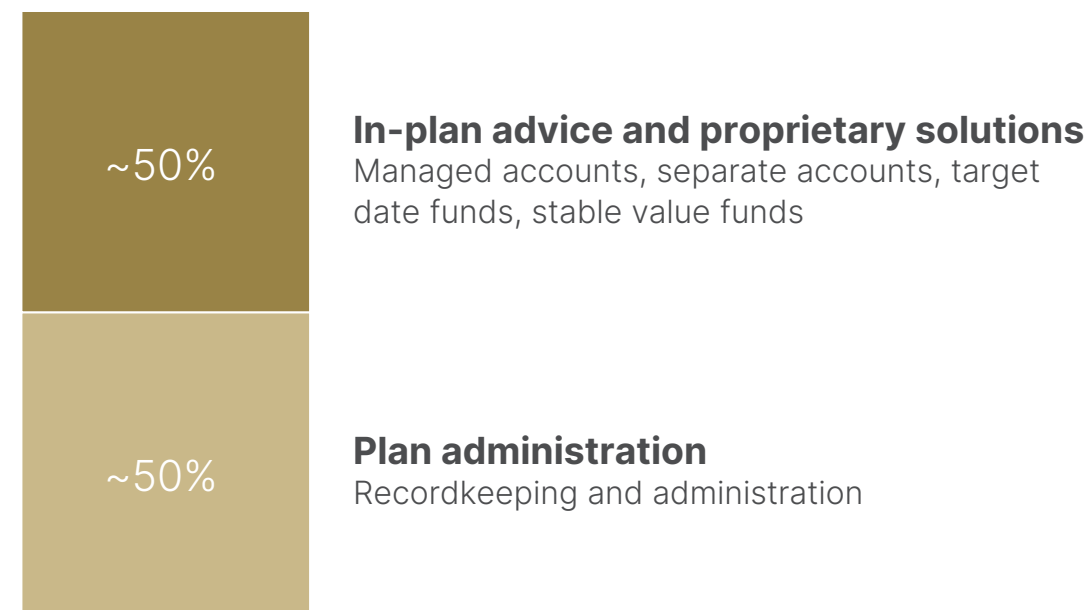 ~50%
In-plan advice and proprietary solutions
Managed accounts, separate accounts, target
date funds, stable value funds
~50%
Plan administration
Recordkeeping and administration